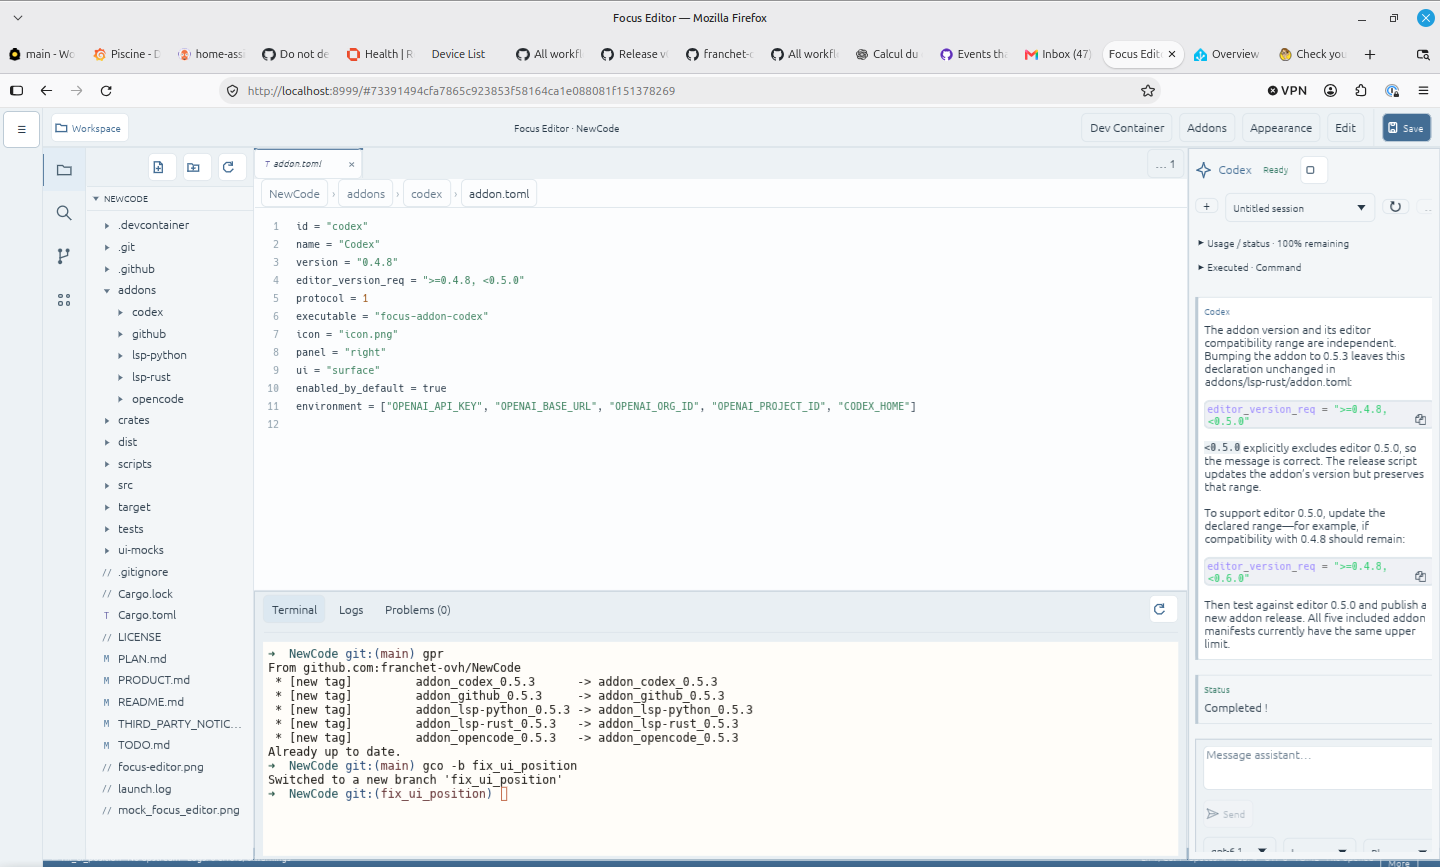 Focus Editor — Mozilla Firefox
main - Wo
Piscine - D
home-assi
Do not de
Health | R
Device List
All workfl
Release v
franchet-o
All workfl
Calcul du
Events tha
Inbox (47)
Focus Edit
Overview
Check you
http://localhost:8999/#73391494cfa7865c923853f58164ca1e088081f151378269
VPN
Workspace
Focus Editor · NewCode
Dev Container
Addons
Appearance
Edit
Save
NEWCODE
.devcontainer
.git
.github
addons
codex
github
lsp-python
lsp-rust
opencode
crates
dist
scripts
src
target
tests
ui-mocks
// .gitignore
// Cargo.lock
T Cargo.toml
// LICENSE
M PLAN.md
M PRODUCT.md
M README.md
M THIRD_PARTY_NOTIC...
M TODO.md
// focus-editor.png
// launch.log
// mock_focus_editor.png
T addon.toml ×
... 1
NewCode › addons › codex › addon.toml
1 id = "codex"
2 name = "Codex"
3 version = "0.4.8"
4 editor_version_req = ">=0.4.8, <0.5.0"
5 protocol = 1
6 executable = "focus-addon-codex"
7 icon = "icon.png"
8 panel = "right"
9 ui = "surface"
10 enabled_by_default = true
11 environment = ["OPENAI_API_KEY", "OPENAI_BASE_URL", "OPENAI_ORG_ID", "OPENAI_PROJECT_ID", "CODEX_HOME"]
12
Terminal
Logs
Problems (0)
➜ NewCode git:(main) gpr
From github.com:franchet-ovh/NewCode
* [new tag] addon_codex_0.5.3 -> addon_codex_0.5.3
* [new tag] addon_github_0.5.3 -> addon_github_0.5.3
* [new tag] addon_lsp-python_0.5.3 -> addon_lsp-python_0.5.3
* [new tag] addon_lsp-rust_0.5.3 -> addon_lsp-rust_0.5.3
* [new tag] addon_opencode_0.5.3 -> addon_opencode_0.5.3
Already up to date.
➜ NewCode git:(main) gco -b fix_ui_position
Switched to a new branch 'fix_ui_position'
➜ NewCode git:(fix_ui_position)
Codex Ready
+
Untitled session
Usage / status · 100% remaining
Executed · Command
Codex
The addon version and its editor
compatibility range are independent.
Bumping the addon to 0.5.3 leaves this
declaration unchanged in
addons/lsp-rust/addon.toml:
editor_version_req = ">=0.4.8,
<0.5.0"
<0.5.0 explicitly excludes editor 0.5.0, so
the message is correct. The release script
updates the addon's version but preserves
that range.
To support editor 0.5.0, update the
declared range—for example, if
compatibility with 0.4.8 should remain:
editor_version_req = ">=0.4.8,
<0.6.0"
Then test against editor 0.5.0 and publish a
new addon release. All five included addon
manifests currently have the same upper
limit.
Status
Completed !
Message assistant...
Send
More